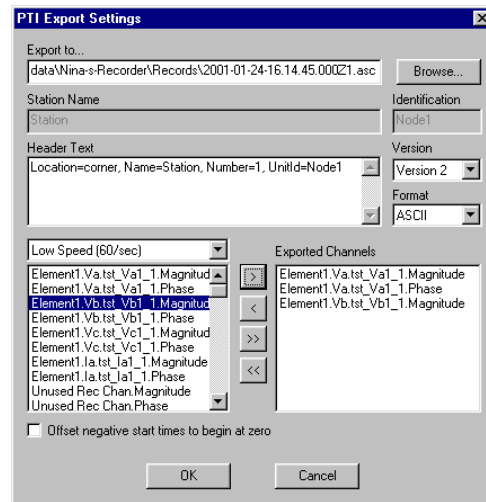 PTI Export Settings
Export to...
data\Nina-s-Recorder\Records\2001-01-24-16.14.45.000Z1.asc
Browse...
Station Name
Identification
Station
Node1
Header Text
Version
Location=corner, Name=Station, Number=1, UnitId=Node1
Version 2
Format
ASCII
Low Speed (60/sec)
Exported Channels
Element1.Va.tst_Va1_1.Magnitud
Element1.Va.tst_Va1_1.Phase
Element1.Vb.tst_Vb1_1.Magnitud
Element1.Vb.tst_Vb1_1.Phase
Element1.Vc.tst_Vc1_1.Magnitud
Element1.Vc.tst_Vc1_1.Phase
Element1.Ia.tst_Ia1_1.Magnitude
Element1.Ia.tst_Ia1_1.Phase
Unused Rec Chan.Magnitude
Unused Rec Chan.Phase
>
<
>>
<<
Element1.Va.tst_Va1_1.Magnitude
Element1.Va.tst_Va1_1.Phase
Element1.Vb.tst_Vb1_1.Magnitude
Offset negative start times to begin at zero
OK
Cancel